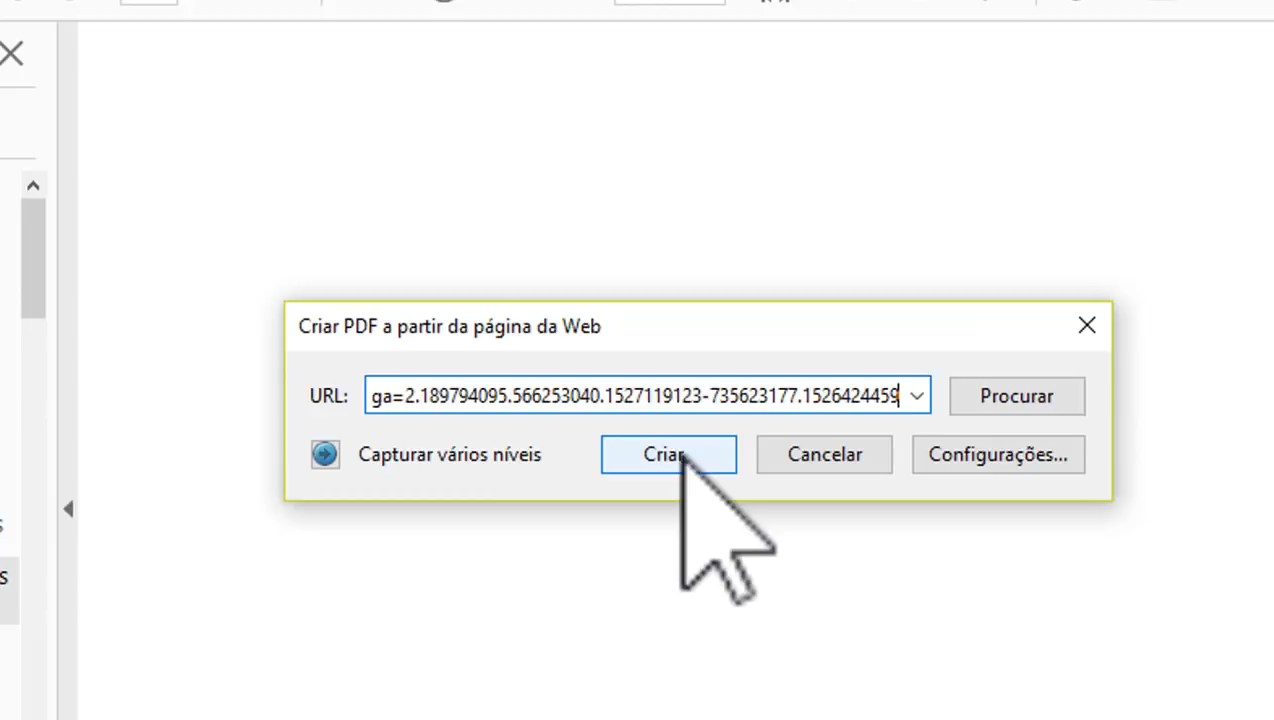 Criar PDF a partir da página da Web
URL: ga=2.189794095.566253040.1527119123-735623177.1526424459 Procurar
Capturar vários níveis Criar Cancelar Configurações...
s
s